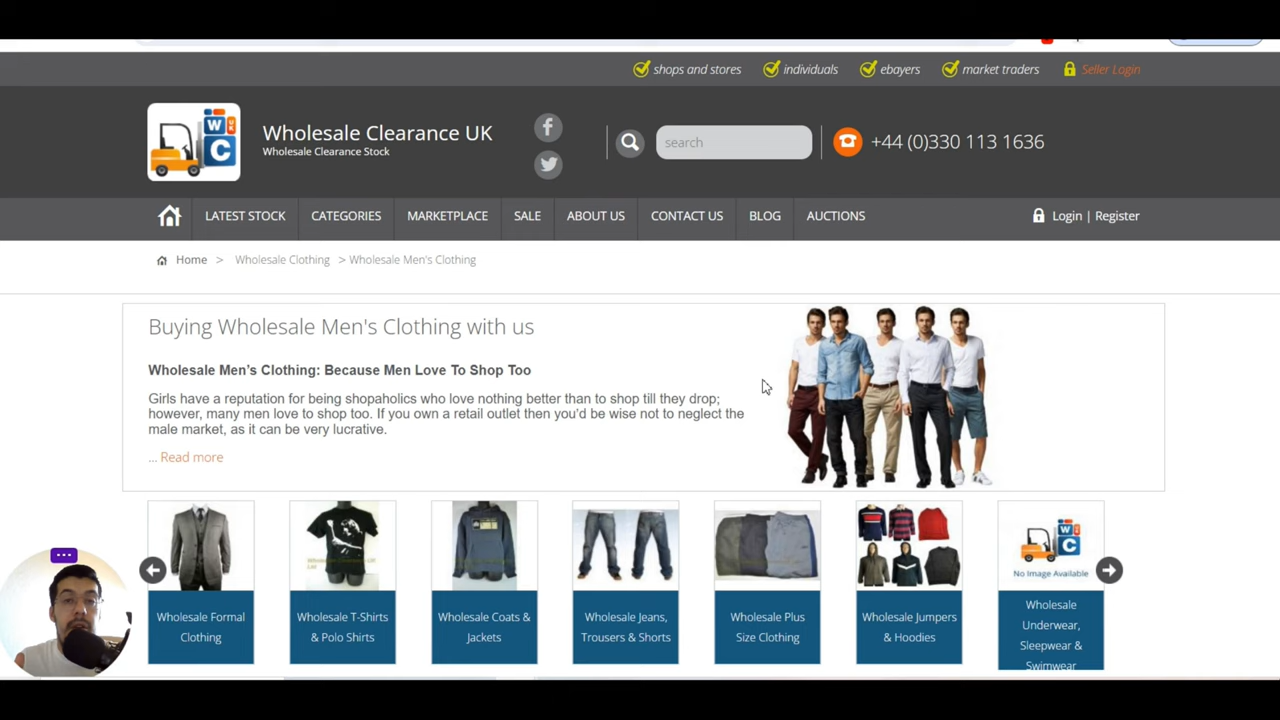 shops and stores
individuals
ebayers
market traders
Seller Login
W
UK
C
Wholesale Clearance UK
Wholesale Clearance Stock
search
+44 (0)330 113 1636
LATEST STOCK
CATEGORIES
MARKETPLACE
SALE
ABOUT US
CONTACT US
BLOG
AUCTIONS
Login | Register
Home > Wholesale Clothing > Wholesale Men's Clothing
Buying Wholesale Men's Clothing with us
Wholesale Men's Clothing: Because Men Love To Shop Too
Girls have a reputation for being shopaholics who love nothing better than to shop till they drop;
however, many men love to shop too. If you own a retail outlet then you'd be wise not to neglect the
male market, as it can be very lucrative.
... Read more
W
C
No Image Available
Wholesale Formal
Clothing
Wholesale T-Shirts
& Polo Shirts
Wholesale Coats &
Jackets
Wholesale Jeans,
Trousers & Shorts
Wholesale Plus
Size Clothing
Wholesale Jumpers
& Hoodies
Wholesale
Underwear,
Sleepwear &
Swimwear